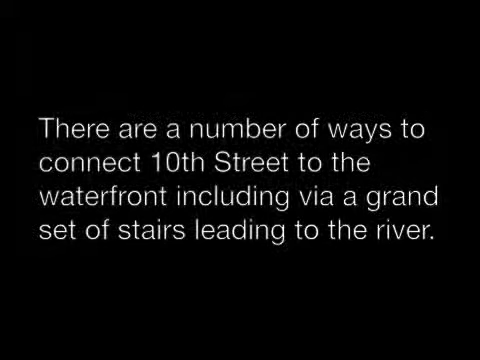 There are a number of ways to
connect 10th Street to the
waterfront including via a grand
set of stairs leading to the river.